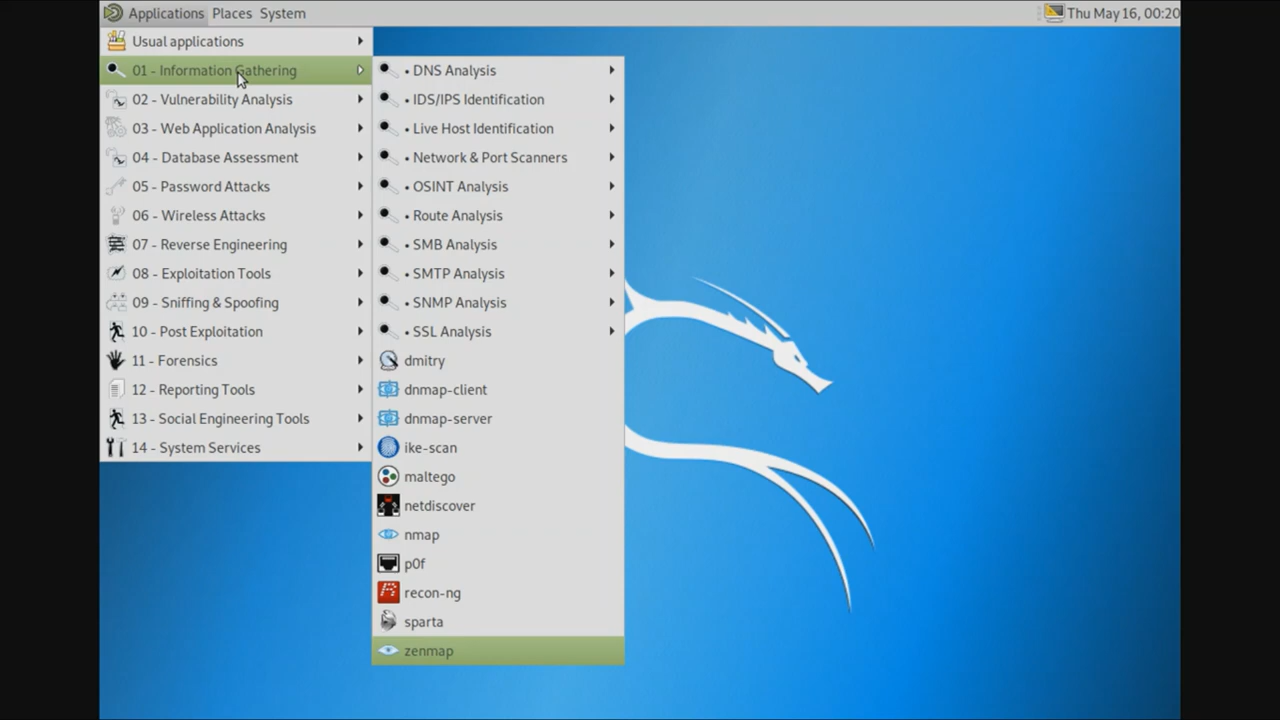 Applications Places System
Thu May 16, 00:20
Usual applications
01 - Information Gathering
02 - Vulnerability Analysis
03 - Web Application Analysis
04 - Database Assessment
05 - Password Attacks
06 - Wireless Attacks
07 - Reverse Engineering
08 - Exploitation Tools
09 - Sniffing & Spoofing
10 - Post Exploitation
11 - Forensics
12 - Reporting Tools
13 - Social Engineering Tools
14 - System Services
• DNS Analysis
• IDS/IPS Identification
• Live Host Identification
• Network & Port Scanners
• OSINT Analysis
• Route Analysis
• SMB Analysis
• SMTP Analysis
• SNMP Analysis
• SSL Analysis
dmitry
dnmap-client
dnmap-server
ike-scan
maltego
netdiscover
nmap
p0f
recon-ng
sparta
zenmap